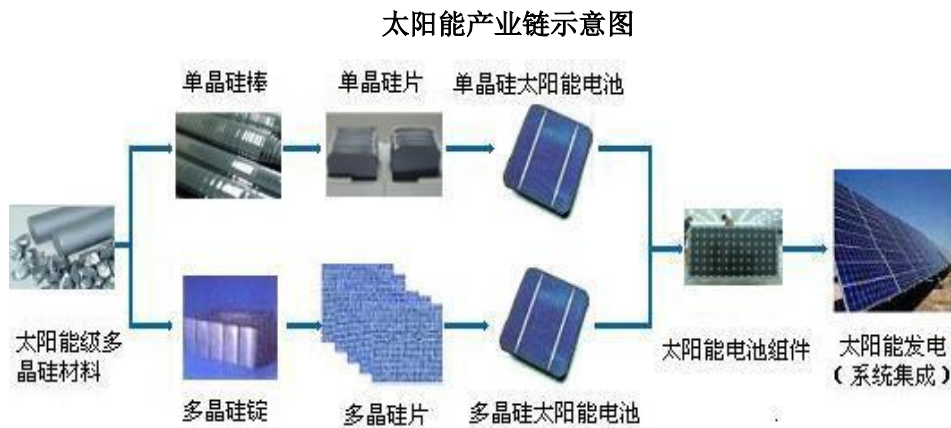 太阳能产业链示意图
单晶硅棒
单晶硅片
单晶硅太阳能电池
太阳能级多
晶硅材料
多晶硅锭
多晶硅片
多晶硅太阳能电池
太阳能电池组件
太阳能发电
（系统集成）